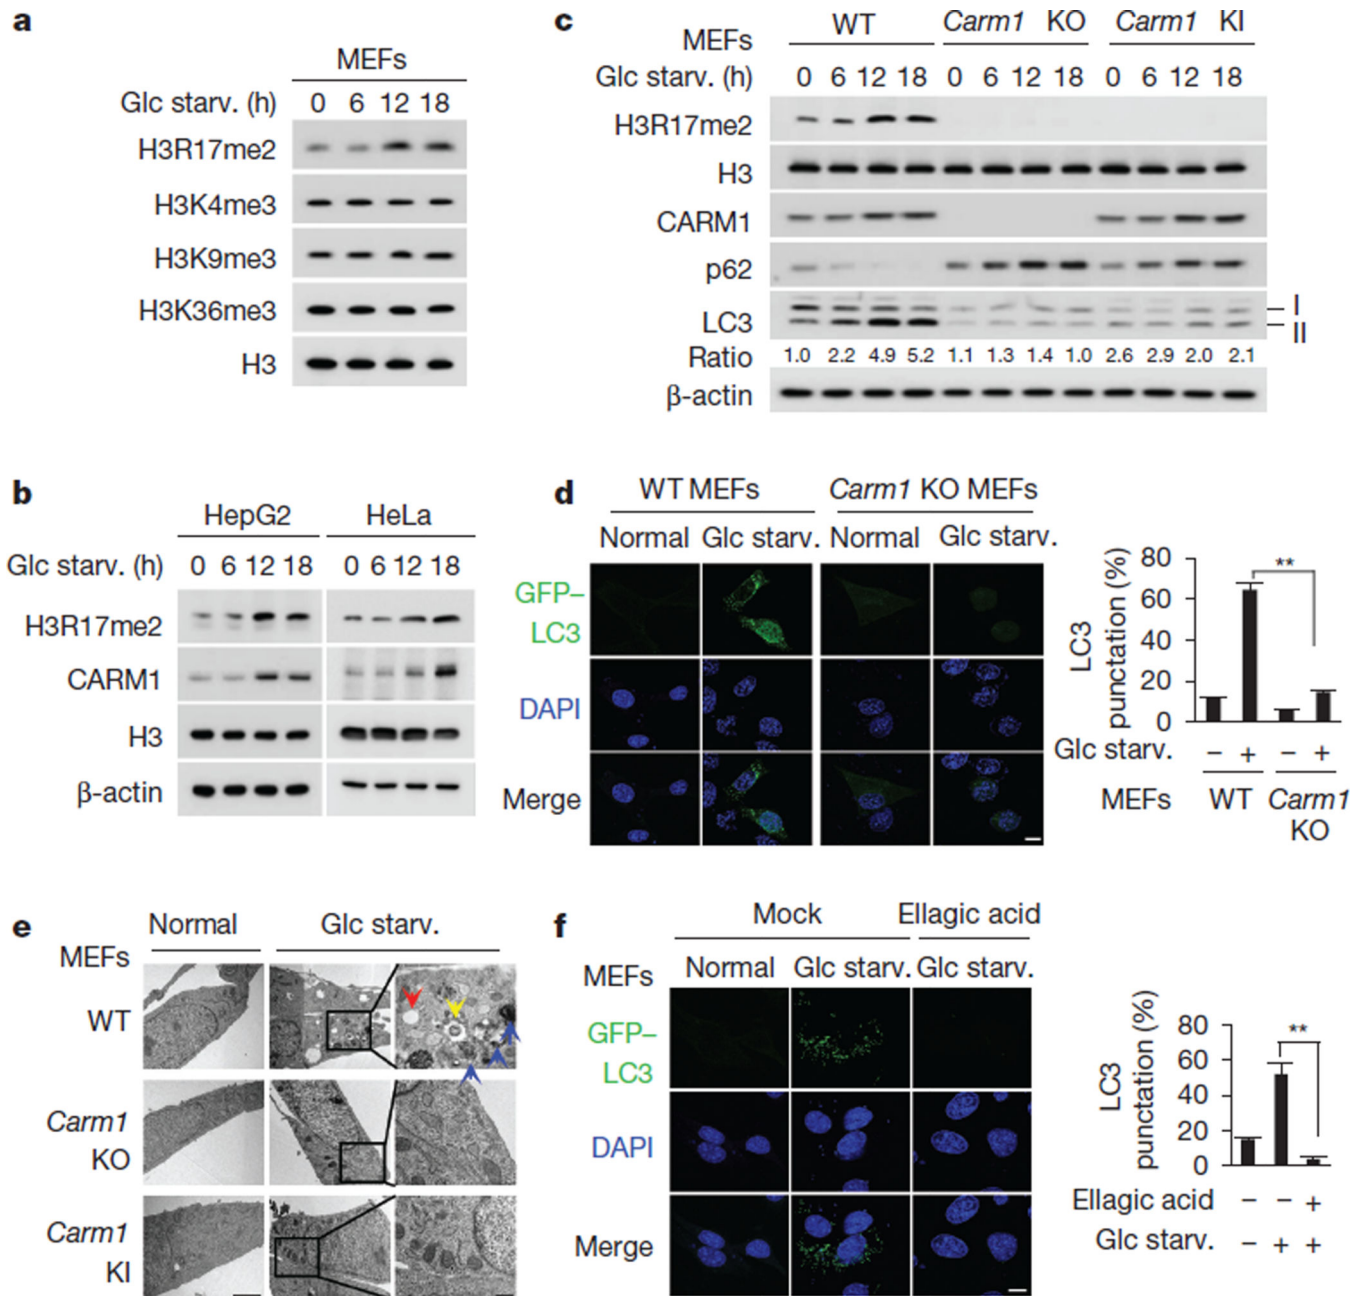 a
MEFs
Glc starv. (h) 0 6 12 18
H3R17me2
H3K4me3
H3K9me3
H3K36me3
H3
c
MEFs WT Carm1 KO Carm1 KI
Glc starv. (h) 0 6 12 18 0 6 12 18 0 6 12 18
H3R17me2
H3
CARM1
p62
LC3 I
II
Ratio 1.0 2.2 4.9 5.2 1.1 1.3 1.4 1.0 2.6 2.9 2.0 2.1
β-actin
b
HepG2 HeLa
Glc starv. (h) 0 6 12 18 0 6 12 18
H3R17me2
CARM1
H3
β-actin
d
WT MEFs Carm1 KO MEFs
Normal Glc starv. Normal Glc starv.
GFP–
LC3
DAPI
Merge
LC3
punctation (%)
80
60
40
20
0
Glc starv. – + – +
MEFs WT Carm1
KO
**
e
Normal Glc starv.
MEFs
WT
Carm1
KO
Carm1
KI
f
Mock Ellagic acid
MEFs Normal Glc starv. Glc starv.
GFP–
LC3
DAPI
Merge
LC3
punctation (%)
80
60
40
20
0
**
Ellagic acid – – +
Glc starv. – + +